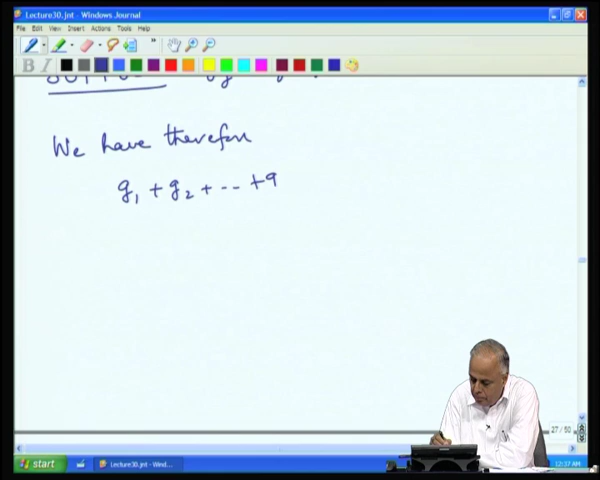 Lecture30.jnt - Windows Journal
File Edit View Insert Actions Tools Help
We have therefore
g₁ + g₂ + -- + g
27 / 50
start
Lecture30.jnt - Wind...
12:37 AM